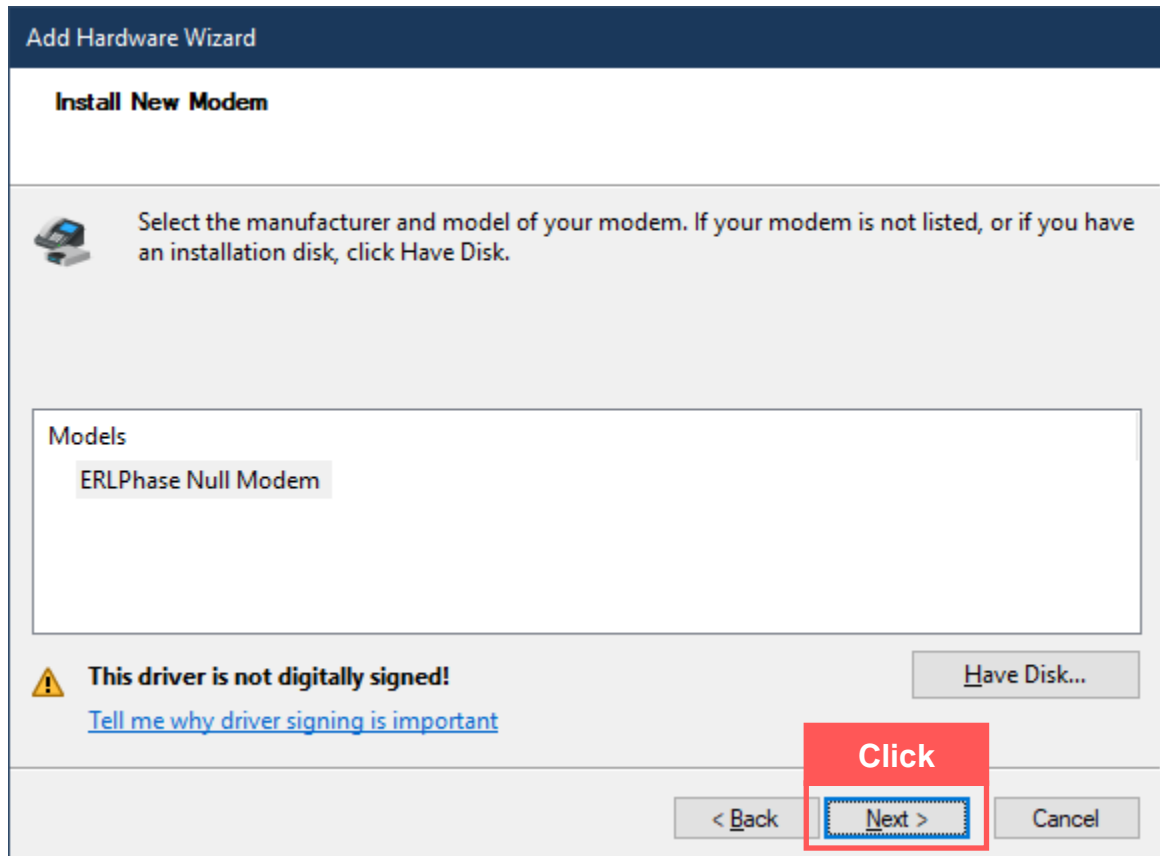 Add Hardware Wizard
Install New Modem
Select the manufacturer and model of your modem. If your modem is not listed, or if you have
an installation disk, click Have Disk.
Models
ERLPhase Null Modem
This driver is not digitally signed!
Have Disk...
Tell me why driver signing is important
Click
< Back
Next >
Cancel